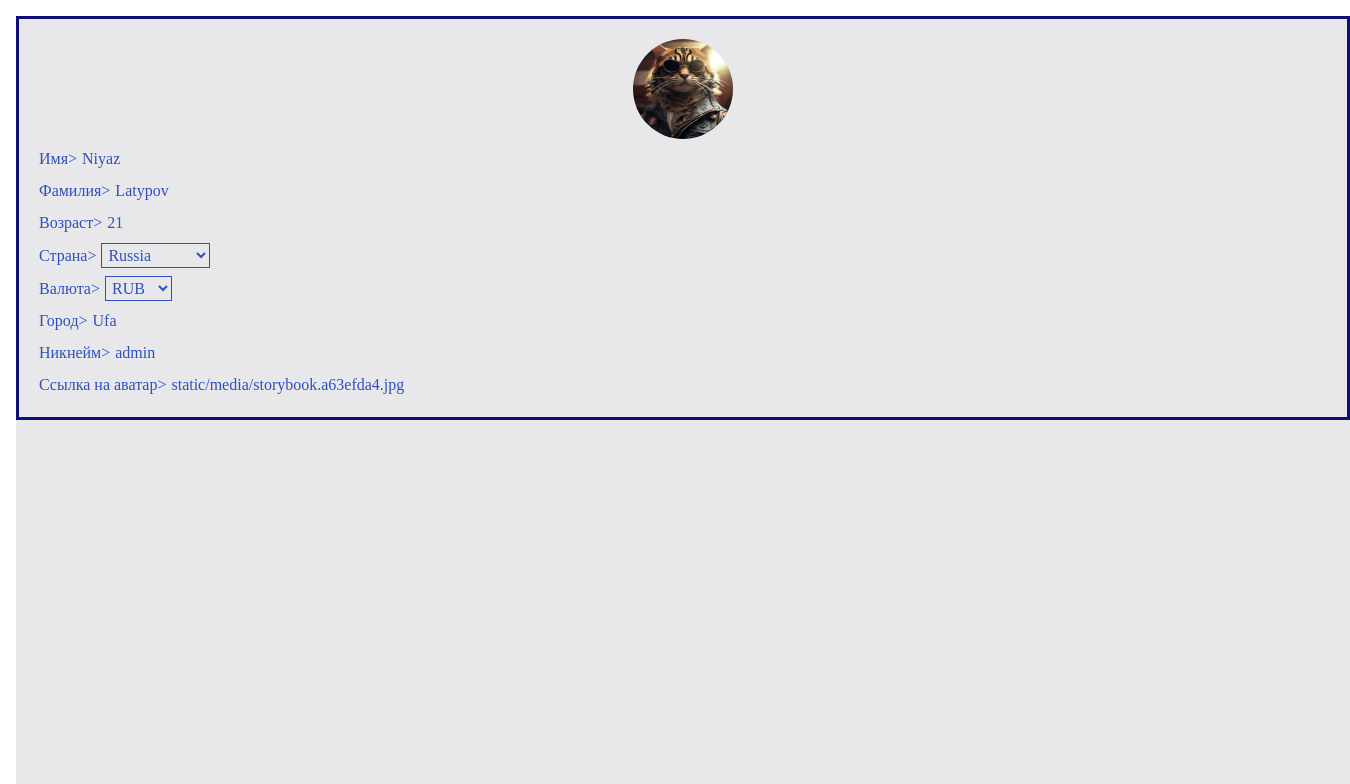 Имя> Niyaz
Фамилия> Latypov
Возраст> 21
Страна> Russia
Валюта> RUB
Город> Ufa
Никнейм> admin
Ссылка на аватар> static/media/storybook.a63efda4.jpg